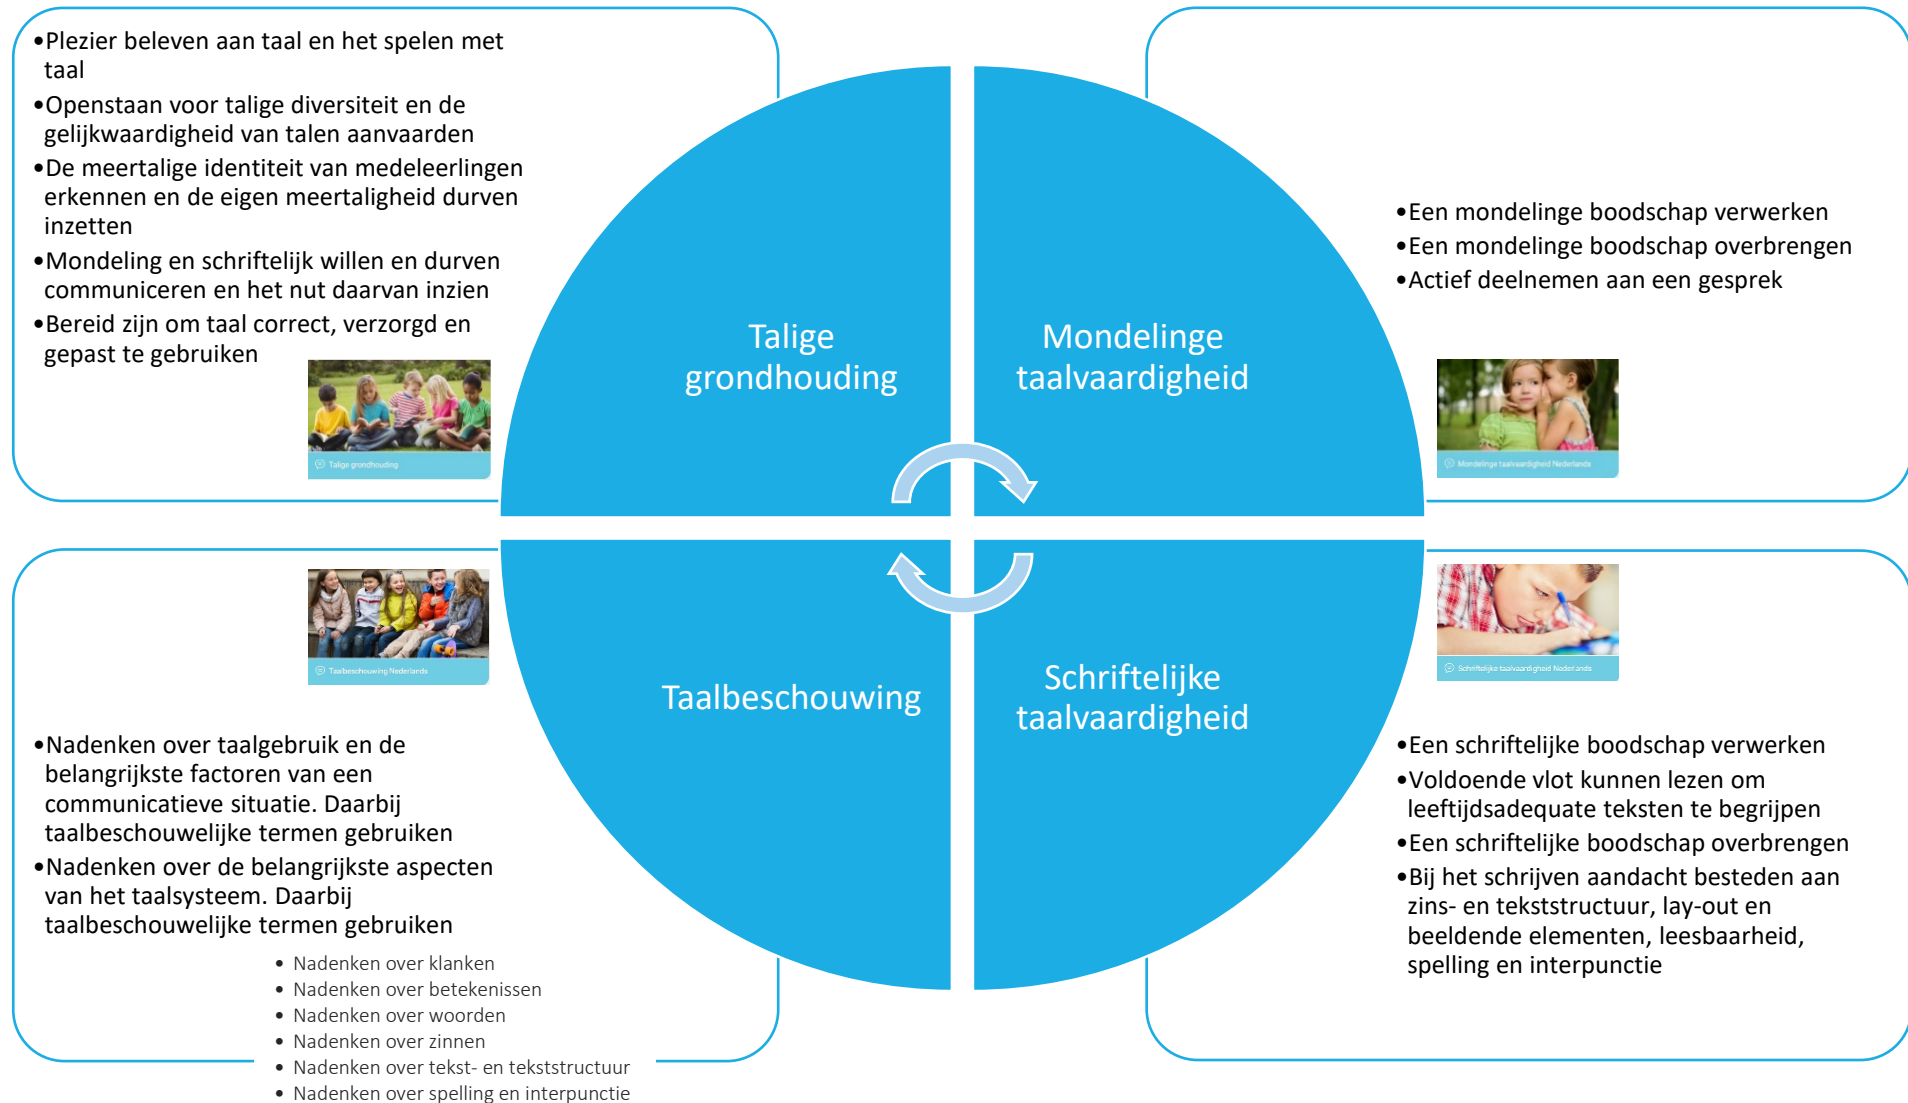 •Plezier beleven aan taal en het spelen met
taal
•Openstaan voor talige diversiteit en de
gelijkwaardigheid van talen aanvaarden
•De meertalige identiteit van medeleerlingen
erkennen en de eigen meertaligheid durven
inzetten
•Mondeling en schriftelijk willen en durven
communiceren en het nut daarvan inzien
•Bereid zijn om taal correct, verzorgd en
gepast te gebruiken
Talige grondhouding
Talige
grondhouding
Mondelinge
taalvaardigheid
•Een mondelinge boodschap verwerken
•Een mondelinge boodschap overbrengen
•Actief deelnemen aan een gesprek
Mondelinge taalvaardigheid Nederlands
Taalbeschouwing Nederlands
•Nadenken over taalgebruik en de
belangrijkste factoren van een
communicatieve situatie. Daarbij
taalbeschouwelijke termen gebruiken
•Nadenken over de belangrijkste aspecten
van het taalsysteem. Daarbij
taalbeschouwelijke termen gebruiken
• Nadenken over klanken
• Nadenken over betekenissen
• Nadenken over woorden
• Nadenken over zinnen
• Nadenken over tekst- en tekststructuur
• Nadenken over spelling en interpunctie
Taalbeschouwing
Schriftelijke
taalvaardigheid
Schriftelijke taalvaardigheid Nederlands
•Een schriftelijke boodschap verwerken
•Voldoende vlot kunnen lezen om
leeftijdsadequate teksten te begrijpen
•Een schriftelijke boodschap overbrengen
•Bij het schrijven aandacht besteden aan
zins- en tekststructuur, lay-out en
beeldende elementen, leesbaarheid,
spelling en interpunctie